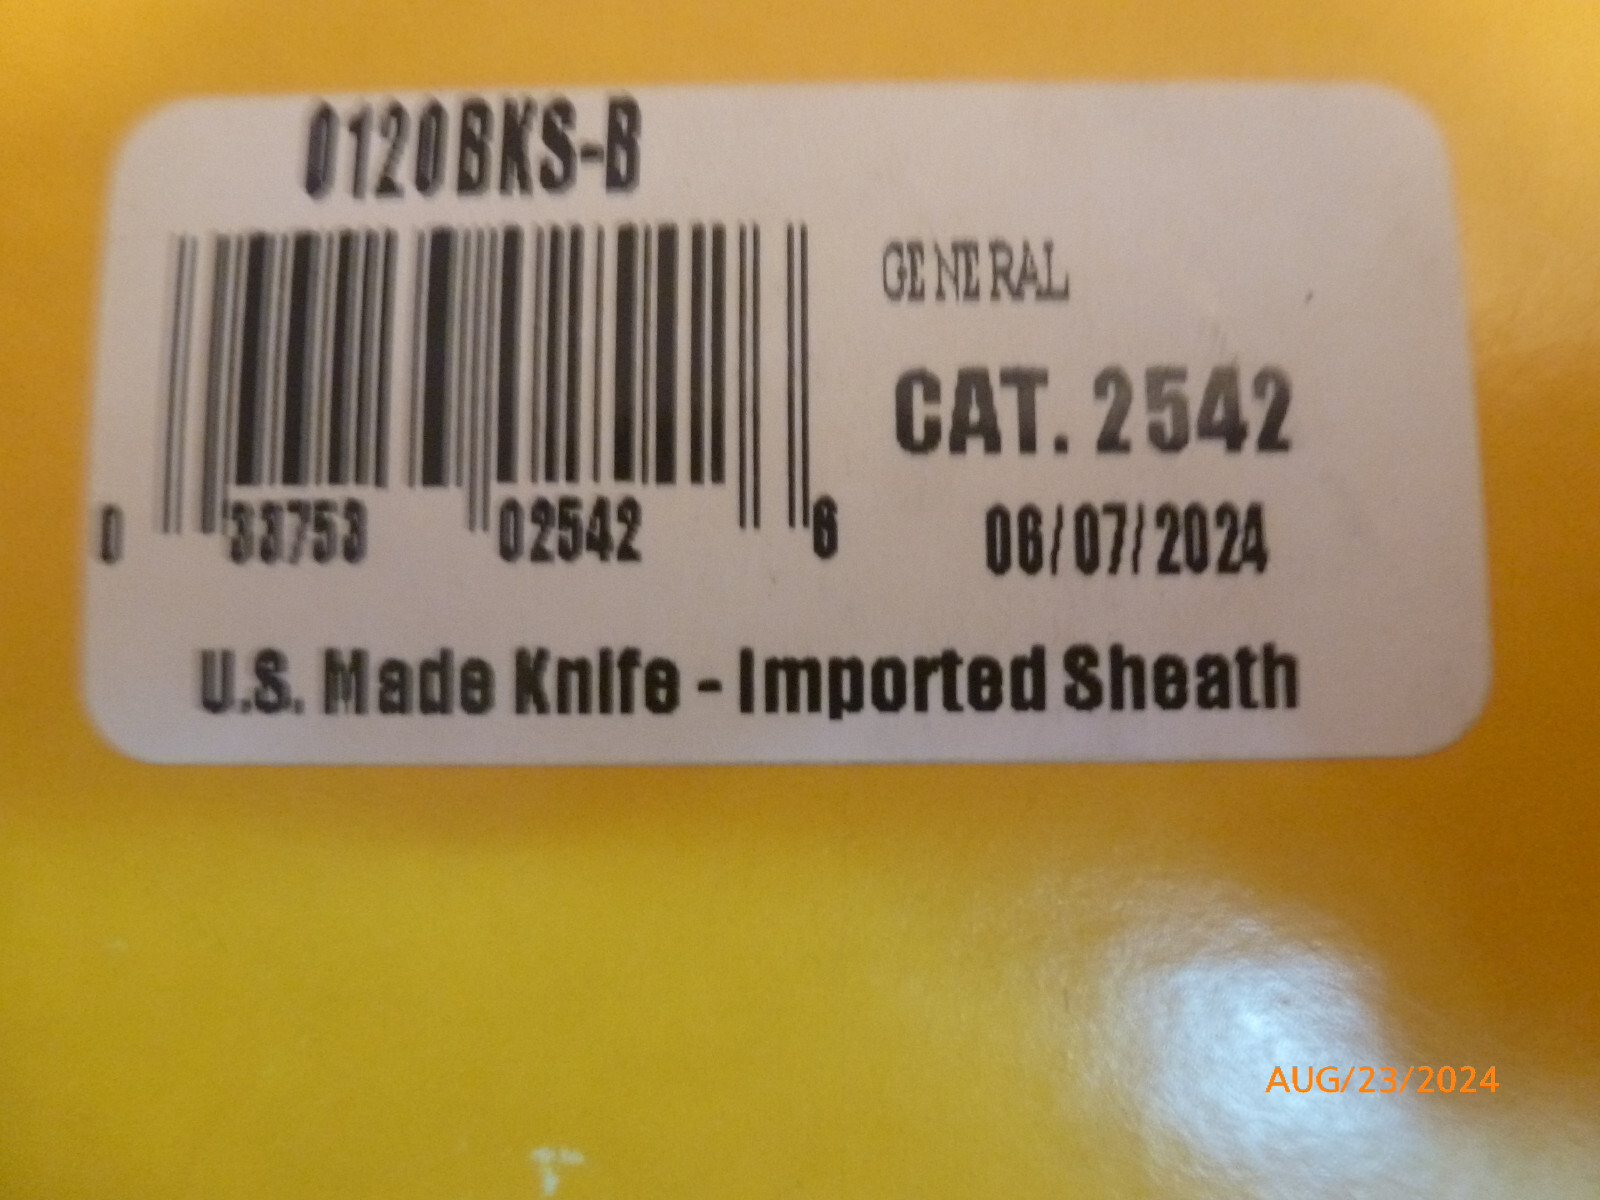 0120BKS-B
GENERAL
CAT. 2542
0 33753 02542 6
06/07/2024
U.S. Made Knife - Imported Sheath
AUG/23/2024